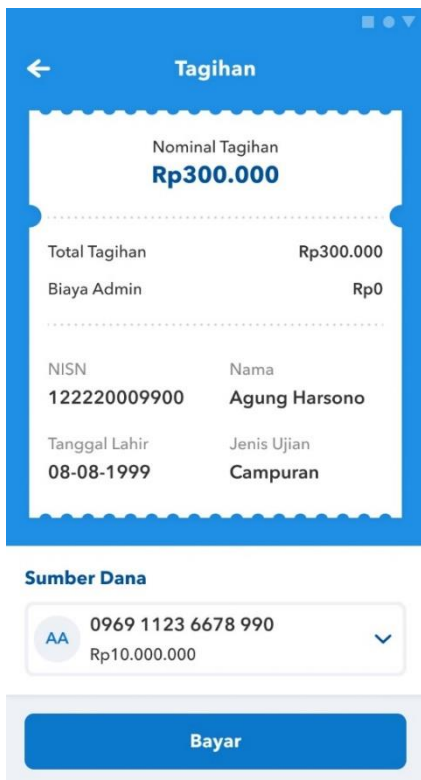 Tagihan
Nominal Tagihan
Rp300.000
Total Tagihan Rp300.000
Biaya Admin Rp0
NISN Nama
122220009900 Agung Harsono
Tanggal Lahir Jenis Ujian
08-08-1999 Campuran
Sumber Dana
AA
0969 1123 6678 990
Rp10.000.000
Bayar